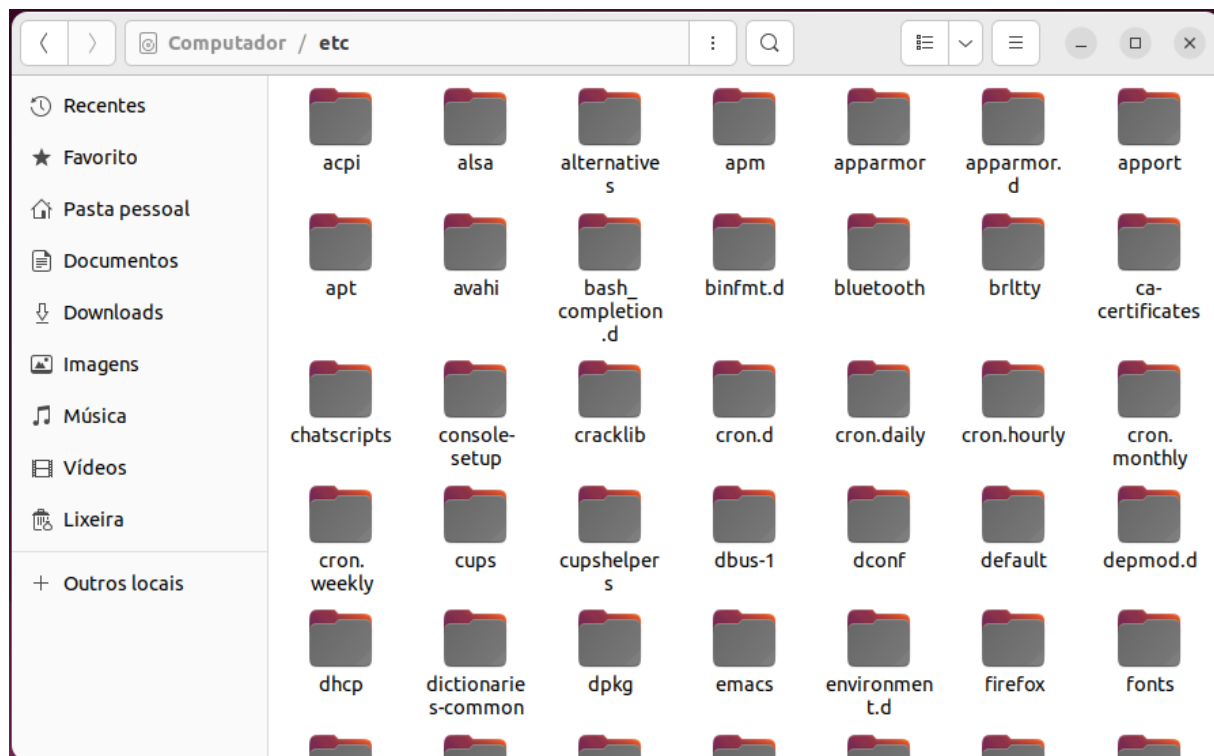 Computador / etc
Recentes
Favorito
Pasta pessoal
Documentos
Downloads
Imagens
Música
Vídeos
Lixeira
Outros locais
acpi
alsa
alternative
s
apm
apparmor
apparmor.
d
apport
apt
avahi
bash_
completion
.d
binfmt.d
bluetooth
brltty
ca-
certificates
chatscripts
console-
setup
cracklib
cron.d
cron.daily
cron.hourly
cron.
monthly
cron.
weekly
cups
cupshelper
s
dbus-1
dconf
default
depmod.d
dhcp
dictionarie
s-common
dpkg
emacs
environmen
t.d
firefox
fonts